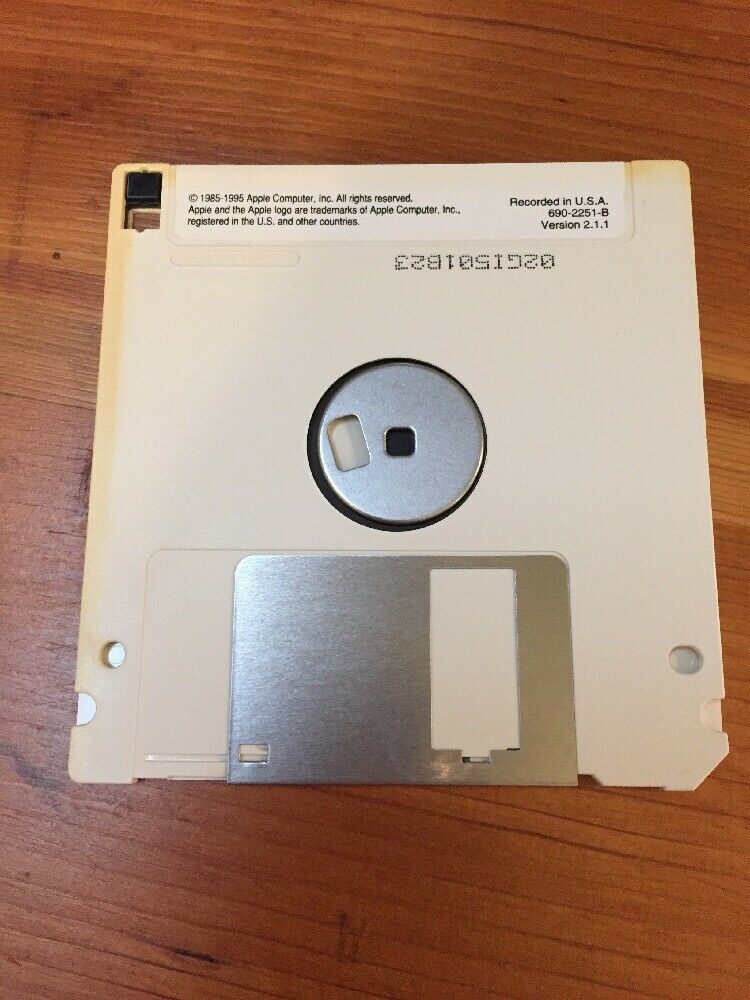 © 1985-1995 Apple Computer, Inc. All rights reserved.
Apple and the Apple logo are trademarks of Apple Computer, Inc.,
registered in the U.S. and other countries.
Recorded in U.S.A.
690-2251-B
Version 2.1.1
02GI501B23